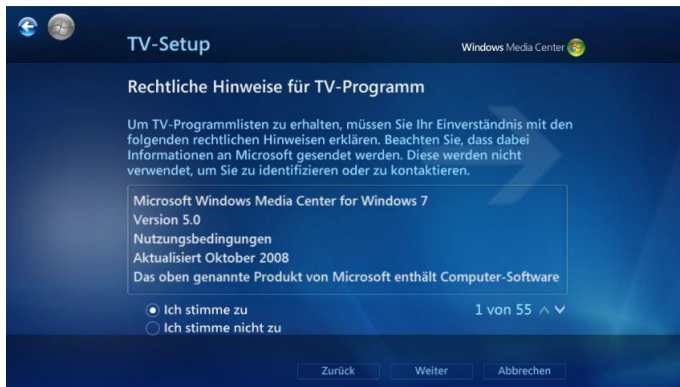 TV-Setup
Windows Media Center
Rechtliche Hinweise für TV-Programm
Um TV-Programmlisten zu erhalten, müssen Sie Ihr Einverständnis mit den
folgenden rechtlichen Hinweisen erklären. Beachten Sie, dass dabei
Informationen an Microsoft gesendet werden. Diese werden nicht
verwendet, um Sie zu identifizieren oder zu kontaktieren.
Microsoft Windows Media Center for Windows 7
Version 5.0
Nutzungsbedingungen
Aktualisiert Oktober 2008
Das oben genannte Produkt von Microsoft enthält Computer-Software
Ich stimme zu
1 von 55
Ich stimme nicht zu
Zurück
Weiter
Abbrechen